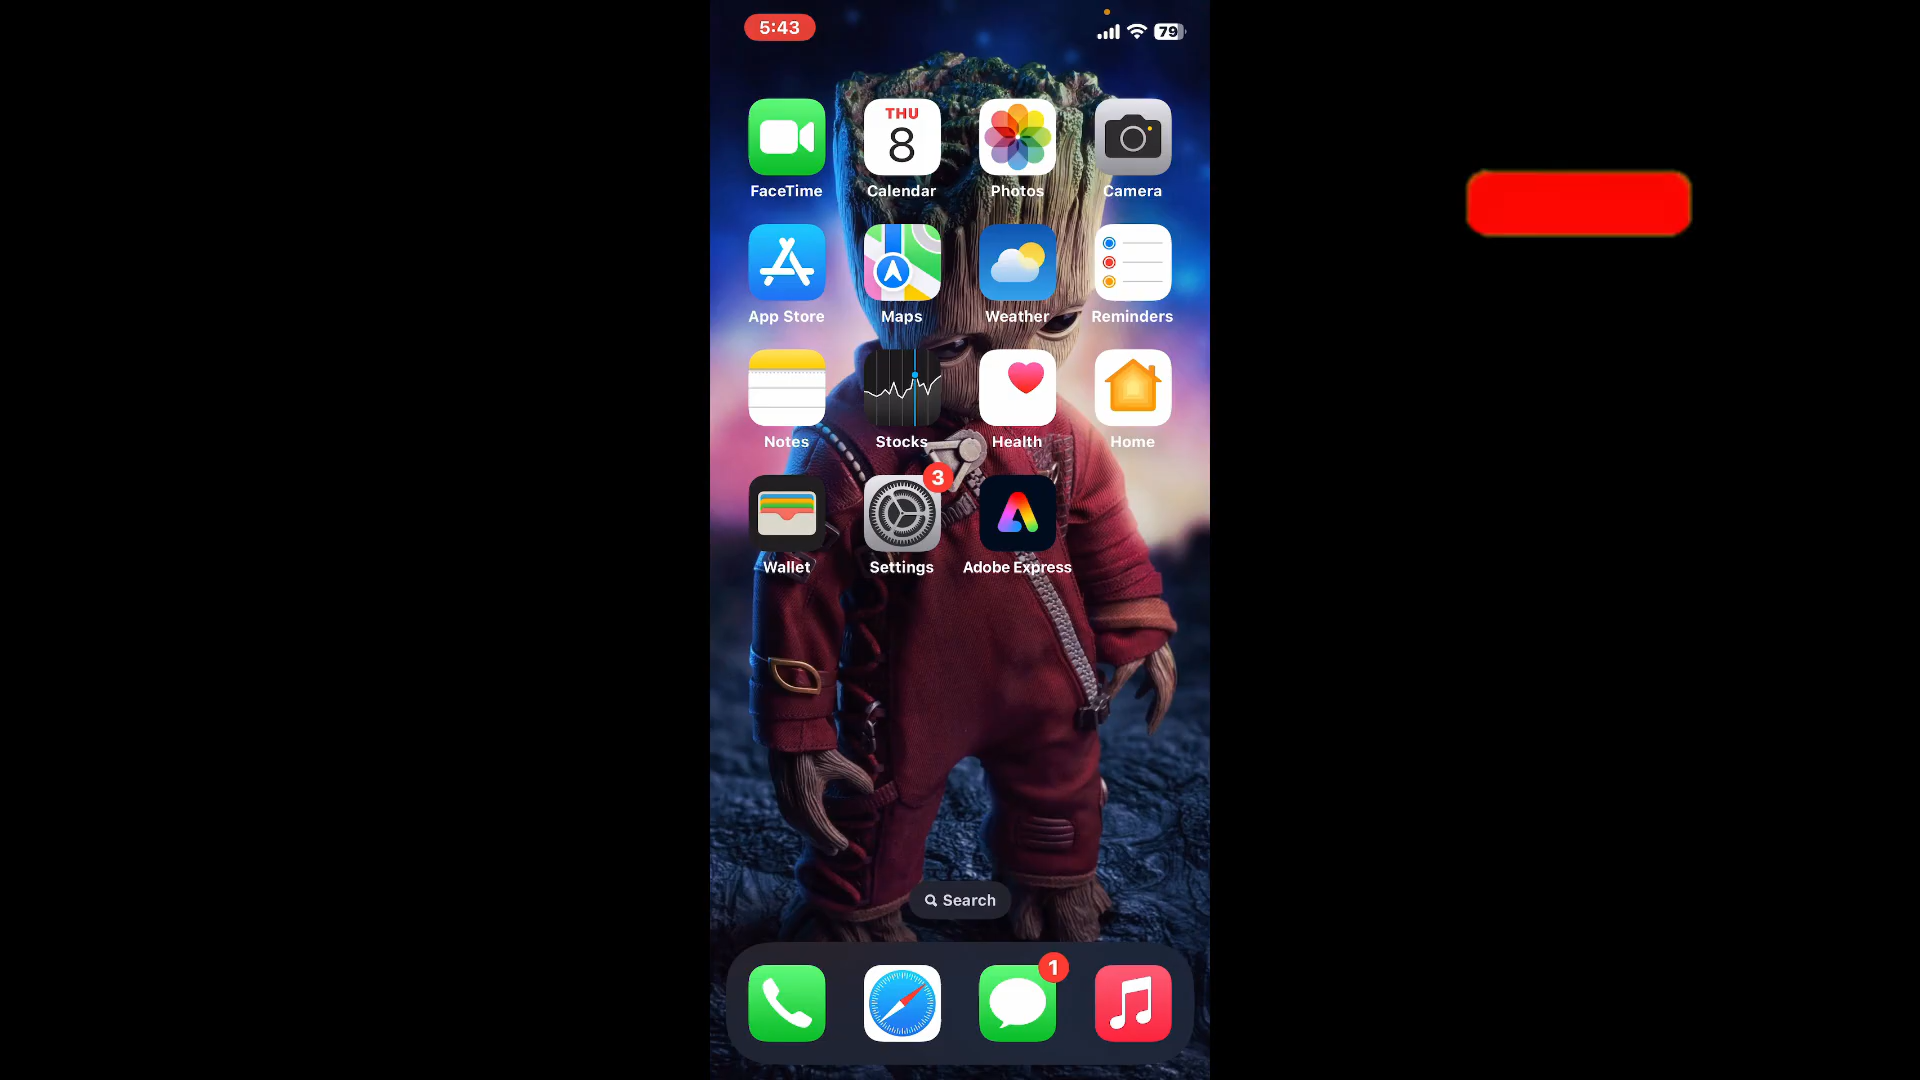 5:43
79
THU
8
FaceTime
Calendar
Photos
Camera
App Store
Maps
Weather
Reminders
Notes
Stocks
Health
Home
3
Wallet
Settings
Adobe Express
Search
1